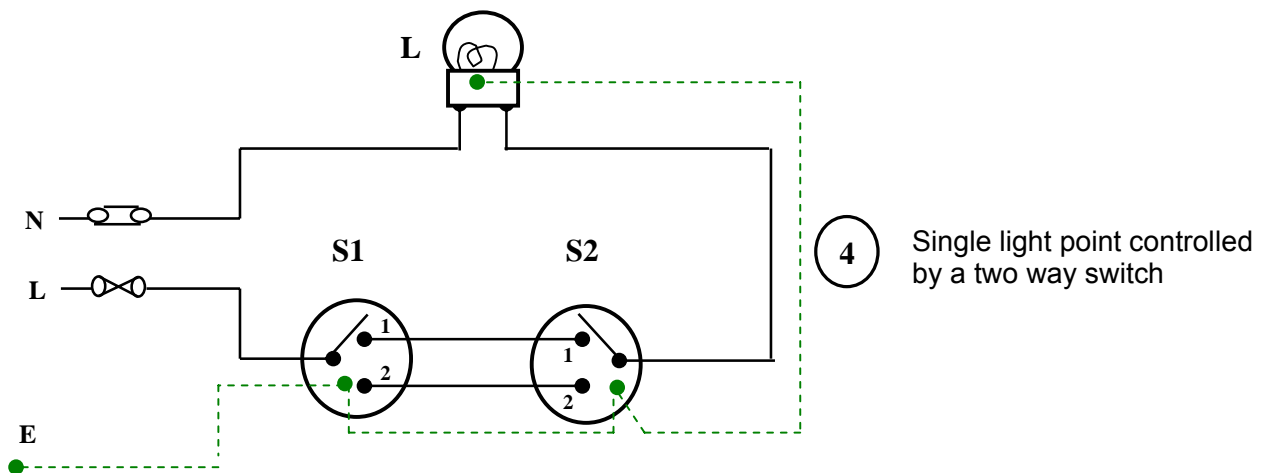 L
N
S1 S2
4 Single light point controlled
by a two way switch
L
1
2
1
2
E